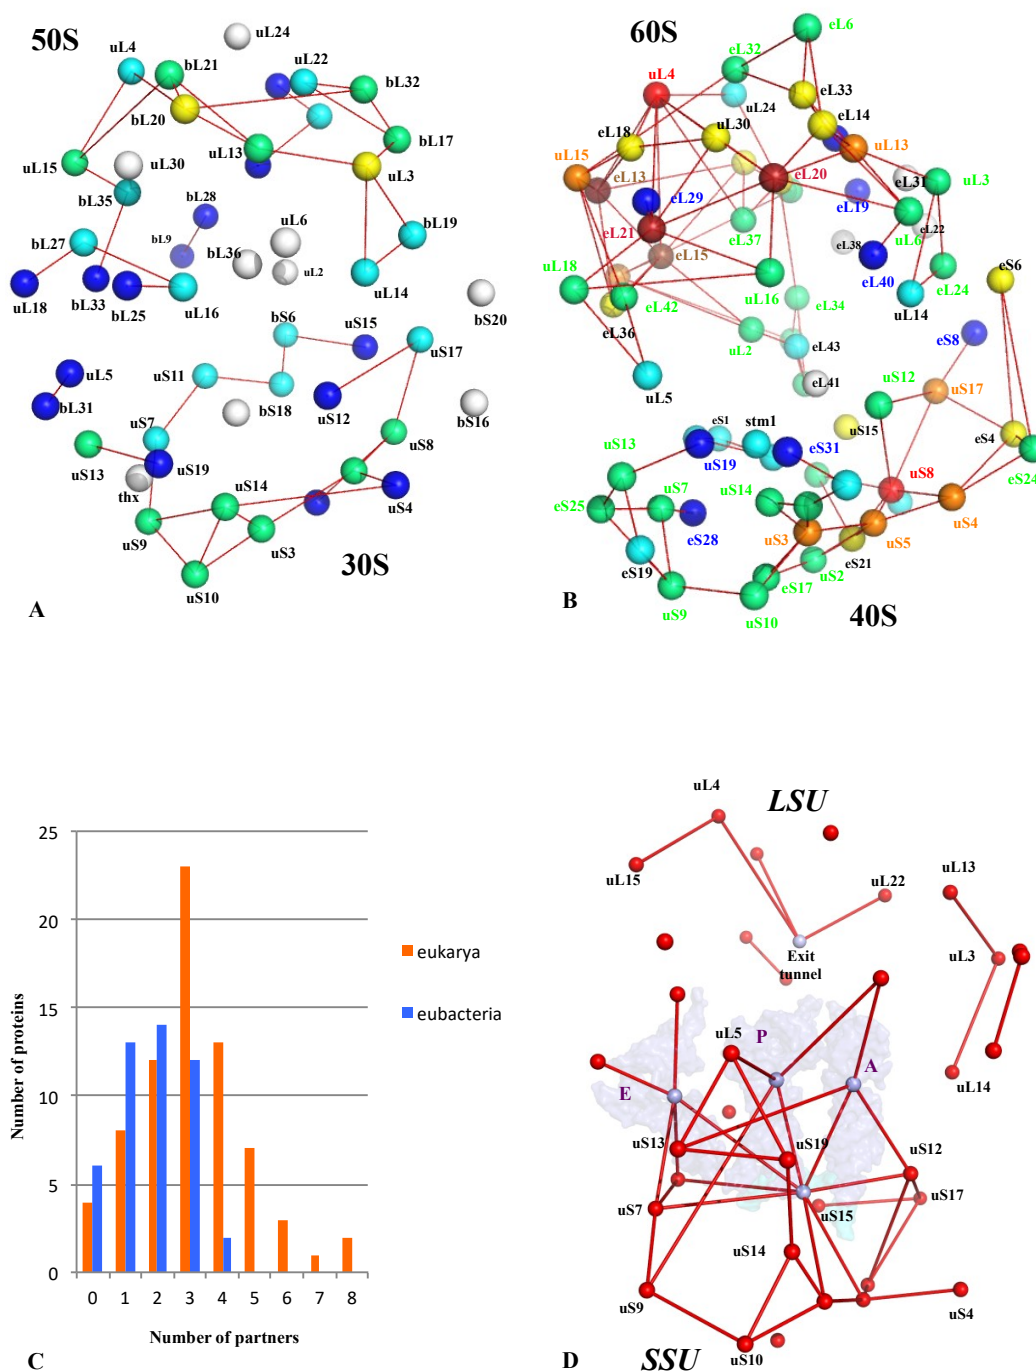 50S
uL24
uL4
bL21
uL22
bL32
bL20
uL15
uL30
uL13
bL17
uL3
bL35
bL28
bL27
bL9
uL6
bL19
bL36
uL2
uL18
bL33
bL25
uL16
uL14
bS6
uS15
bS20
uS17
uS11
uL5
bL31
bS18
uS12
bS16
uS7
uS8
uS13
uS19
thx
uS14
uS4
uS9
uS3
30S
uS10
A
60S
eL6
eL32
uL4
uL24
eL33
eL14
eL18
uL30
uL13
uL15
eL13
eL20
eL31
uL3
eL29
eL19
eL21
eL37
uL6
eL22
eL38
eL15
uL18
eL42
uL16
eL40
eL24
eS6
uL14
eL34
eL36
uL2
eL43
eS8
uL5
eL41
uS12
uS17
eS1
stm1
uS15
eS4
uS13
uS19
eS31
uS8
eS24
eS25
uS7
uS14
uS4
eS28
uS3
uS5
eS19
eS21
uS2
eS17
uS9
uS10
B
40S
25
20
15
10
5
0
Number of proteins
eukarya
eubacteria
0 1 2 3 4 5 6 7 8
Number of partners
C
LSU
uL4
uL15
uL22
uL13
Exit
tunnel
uL3
P
uL5
A
E
uL14
uS13
uS19
uS12
uS17
uS7
uS15
uS14
uS9
uS4
uS10
SSU
D